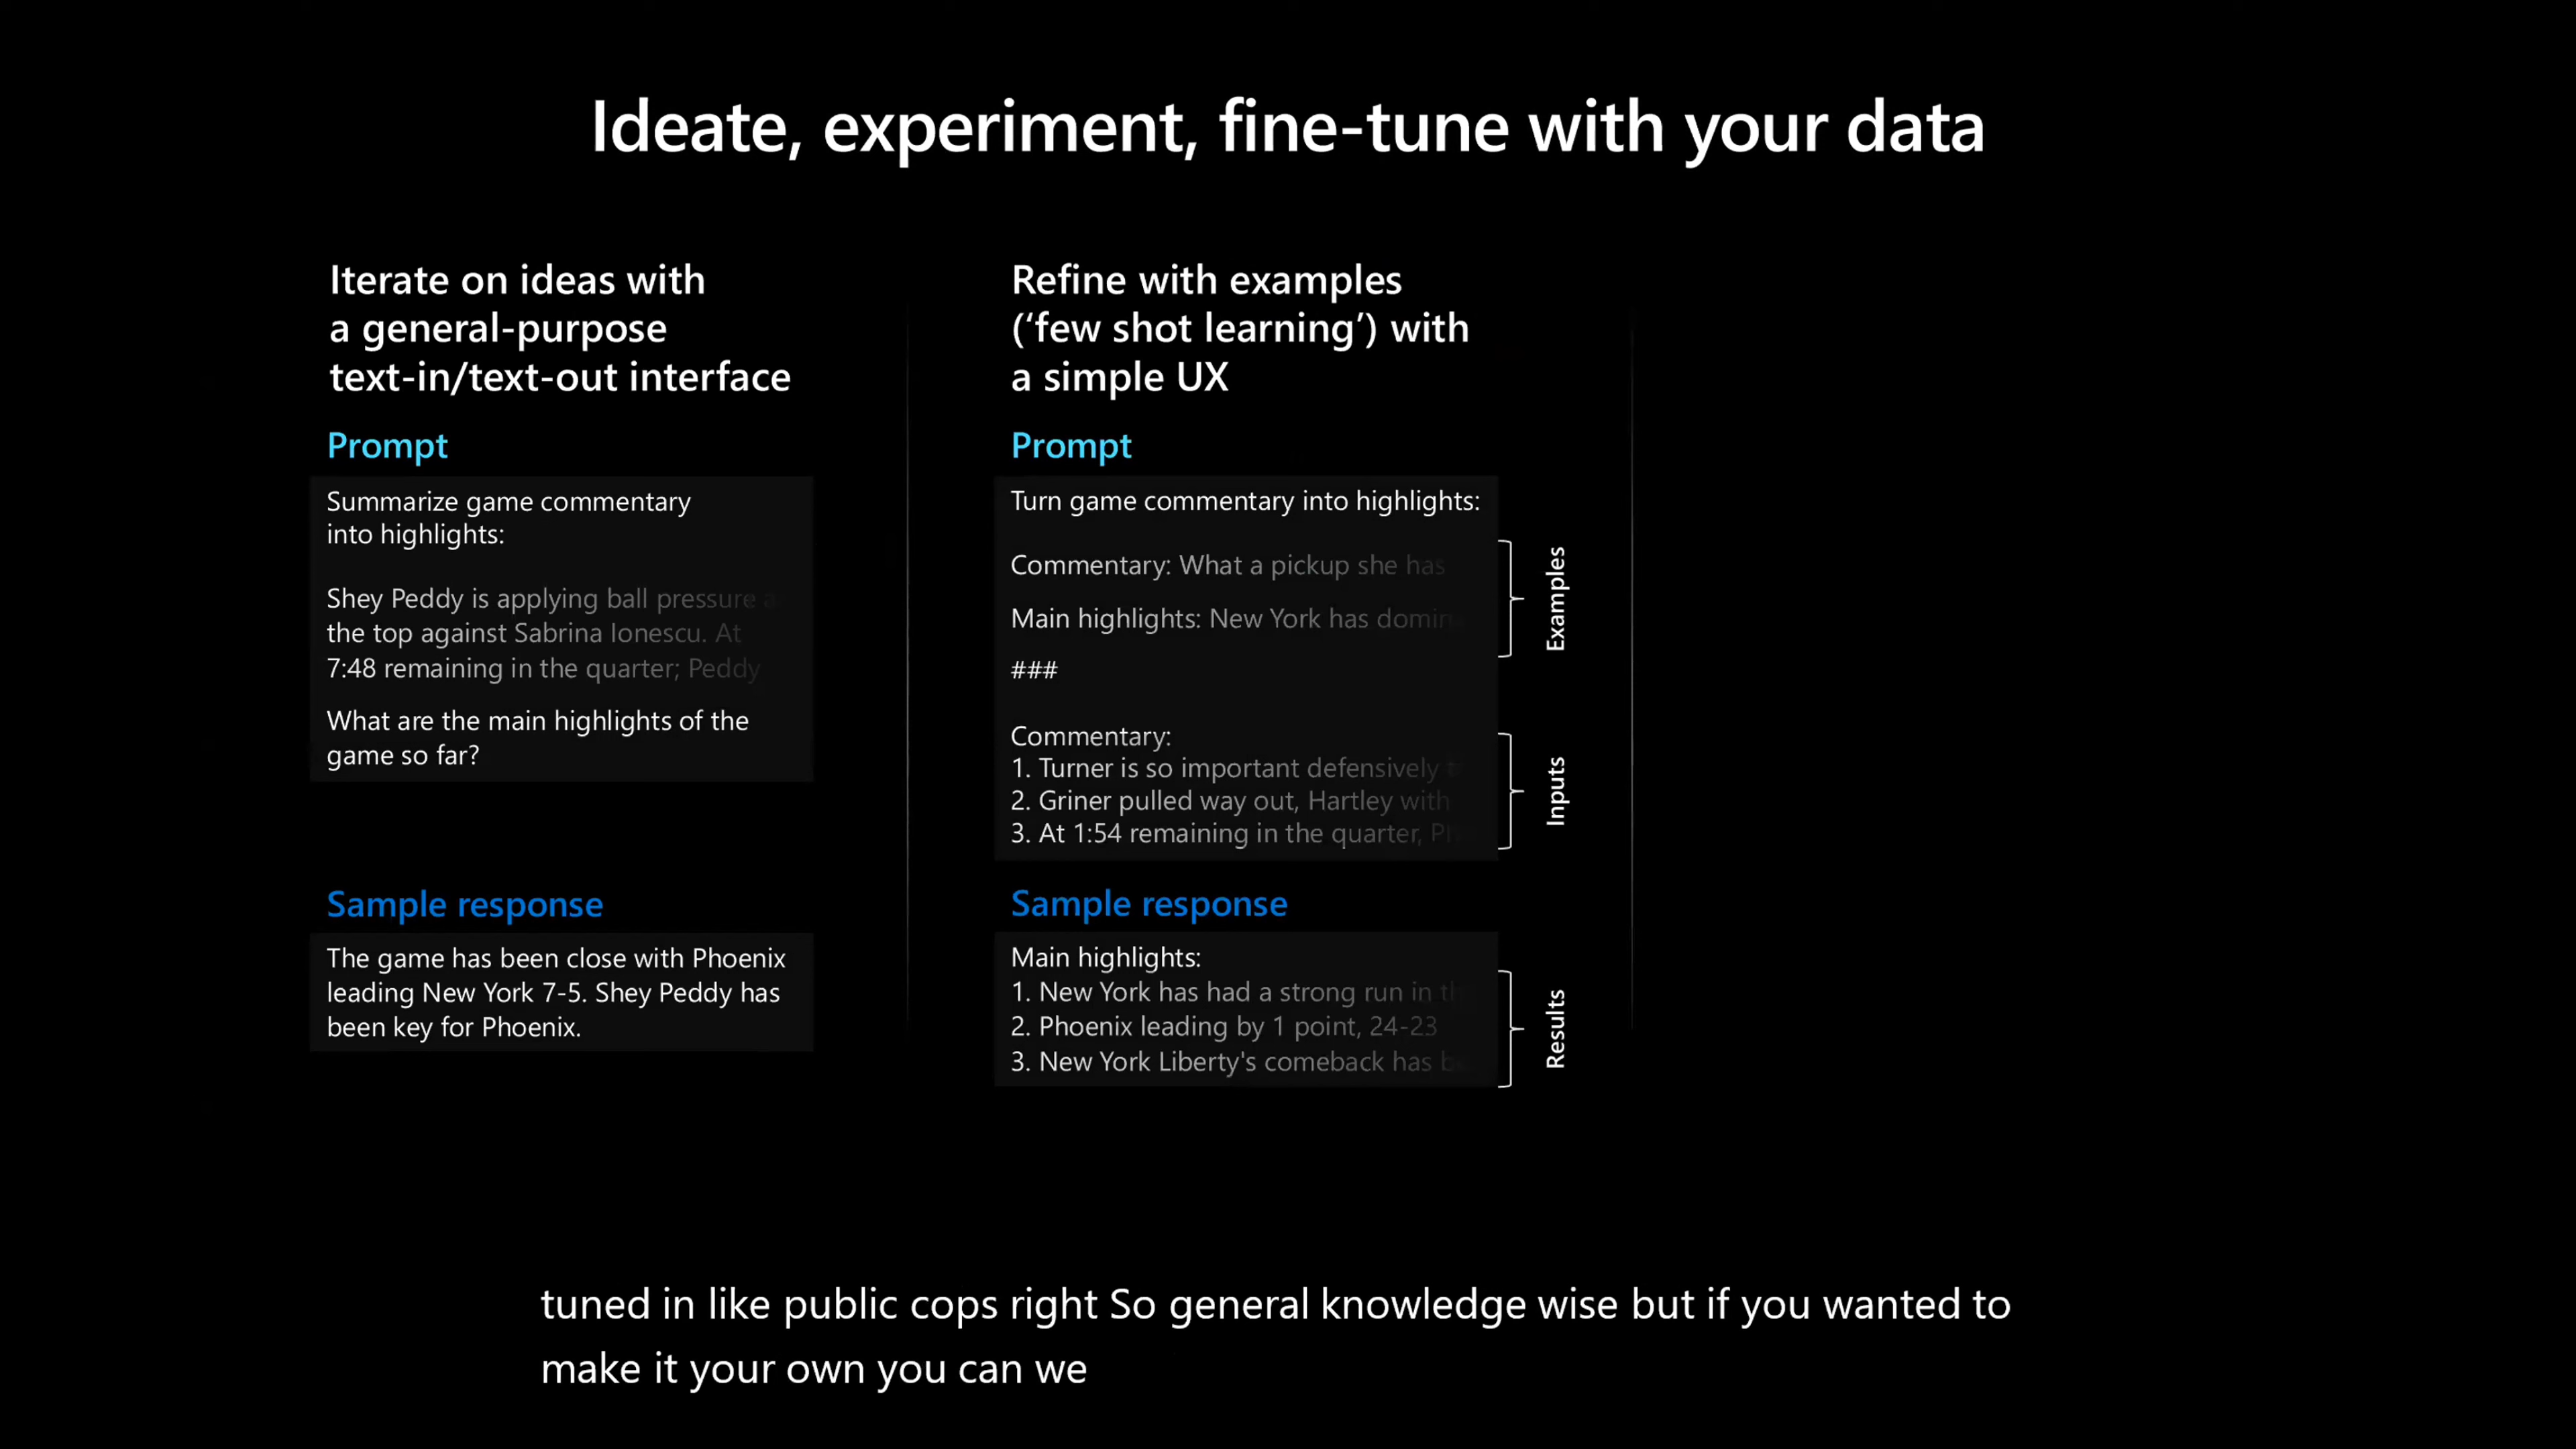 Ideate, experiment, fine-tune with your data
Iterate on ideas with
a general-purpose
text-in/text-out interface
Prompt
Summarize game commentary
into highlights:
Shey Peddy is applying ball pressure a
the top against Sabrina Ionescu. At
7:48 remaining in the quarter; Peddy
What are the main highlights of the
game so far?
Sample response
The game has been close with Phoenix
leading New York 7-5. Shey Peddy has
been key for Phoenix.
Refine with examples
(‘few shot learning’) with
a simple UX
Prompt
Turn game commentary into highlights:
Commentary: What a pickup she has
Main highlights: New York has domin
###
Examples
Commentary:
1. Turner is so important defensively
2. Griner pulled way out, Hartley with
3. At 1:54 remaining in the quarter,
Inputs
Sample response
Main highlights:
1. New York has had a strong run in th
2. Phoenix leading by 1 point, 24-23
3. New York Liberty's comeback has
Results
tuned in like public cops right So general knowledge wise but if you wanted to
make it your own you can we